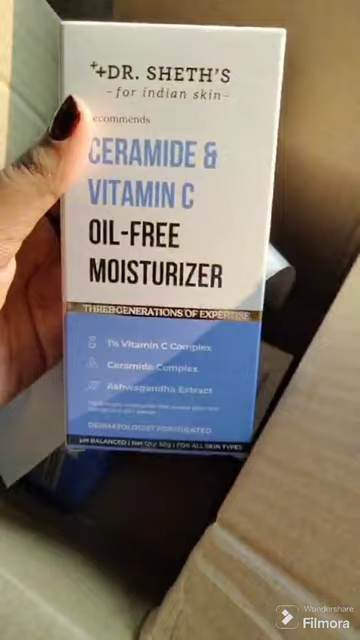 DR. SHETH'S
-for indian skin-
ecommends
CERAMIDE &
VITAMIN C
OIL-FREE
MOISTURIZER
THREE GENERATIONS OF EXPERTISE
1% Vitamin C Complex
Ceramide Complex
Ashwagandha Extract
DERMATOLOGIST FORMULATED
pH BALANCED | Net Qty: 50g | FOR ALL SKIN TYPES
Wondershare
Filmora